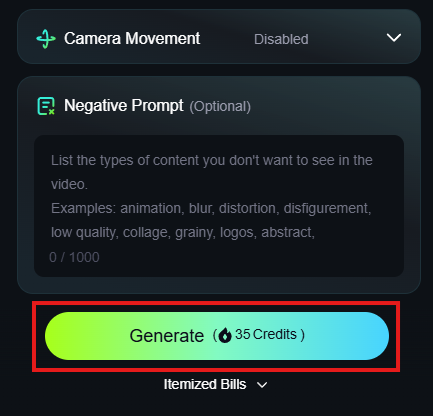 Camera Movement Disabled
Negative Prompt (Optional)
List the types of content you don't want to see in the
video.
Examples: animation, blur, distortion, disfigurement,
low quality, collage, grainy, logos, abstract,
0 / 1000
Generate ( 35 Credits )
Itemized Bills